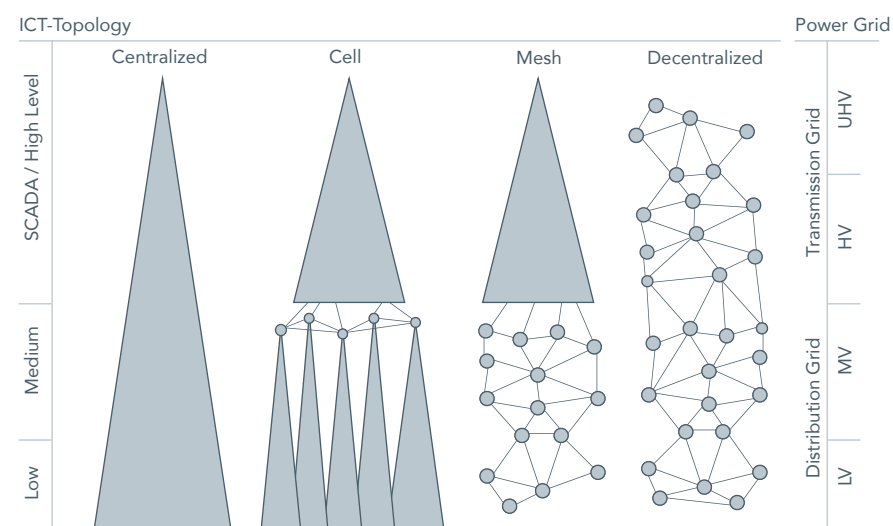 ICT-Topology
Power Grid
Centralized
Cell
Mesh
Decentralized
SCADA / High Level
Medium
Low
Transmission Grid
Distribution Grid
UHV
HV
MV
LV